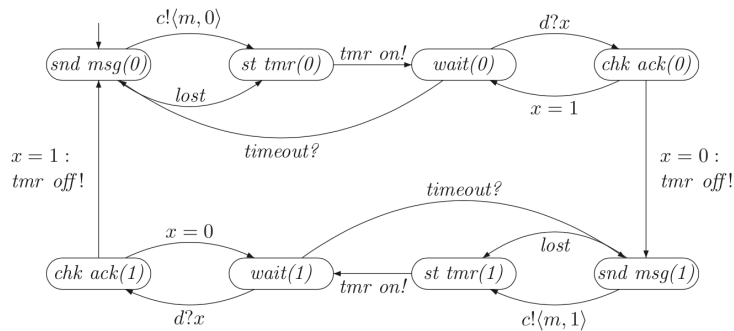 c!⟨m, 0⟩
snd msg(0)
st tmr(0)
tmr on!
wait(0)
d?x
chk ack(0)
lost
x = 1
timeout?
x = 1 :
tmr off!
x = 0 :
tmr off!
timeout?
x = 0
lost
chk ack(1)
wait(1)
tmr on!
st tmr(1)
snd msg(1)
d?x
c!⟨m, 1⟩